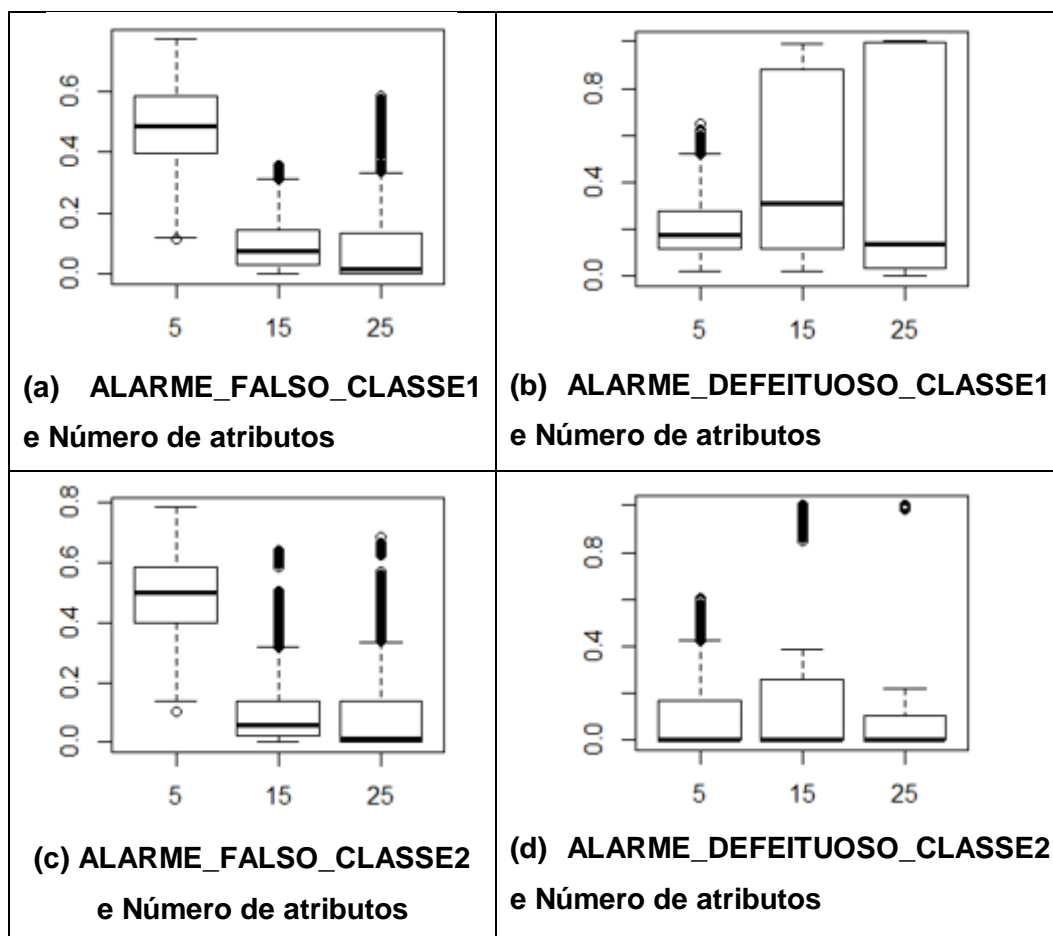 0.0 0.2 0.4 0.6
5 15 25
(a) ALARME_FALSO_CLASSE1
e Número de atributos
0.0 0.4 0.8
5 15 25
(b) ALARME_DEFEITUOSO_CLASSE1
e Número de atributos
0.0 0.2 0.4 0.6 0.8
5 15 25
(c) ALARME_FALSO_CLASSE2
e Número de atributos
0.0 0.4 0.8
5 15 25
(d) ALARME_DEFEITUOSO_CLASSE2
e Número de atributos